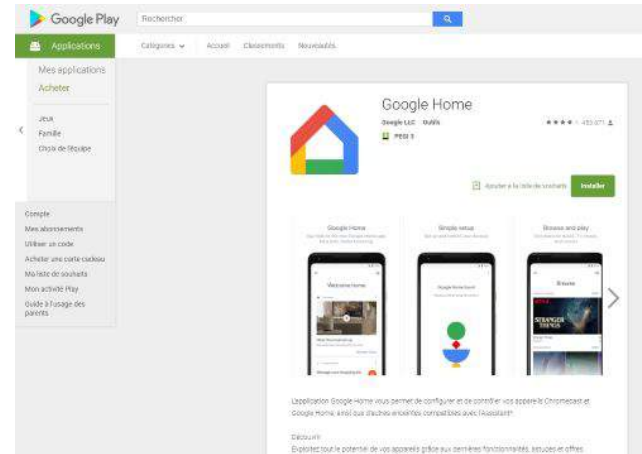 Google Play
Rechercher
Applications
Catégories
Accueil
Classements
Nouveautés
Mes applications
Acheter
Jeux
Famille
Choix de l'équipe
Compte
Mes abonnements
Utiliser un code
Acheter une carte-cadeau
Ma liste de souhaits
Mon activité Play
Guide à l'usage des
parents
Google Home
Google LLC Outils
PEGI 3
Ajouter à la liste de souhaits
Installer
Google Home
Simple setup
Browse and play
Welcome home
Google Home found
Browse
STRANGER
THINGS
L'application Google Home vous permet de configurer et de contrôler vos appareils Chromecast et
Google Home, ainsi que d'autres enceintes compatibles avec l'Assistant*.
Découvrir
Exploitez tout le potentiel de vos appareils grâce aux dernières fonctionnalités, astuces et offres